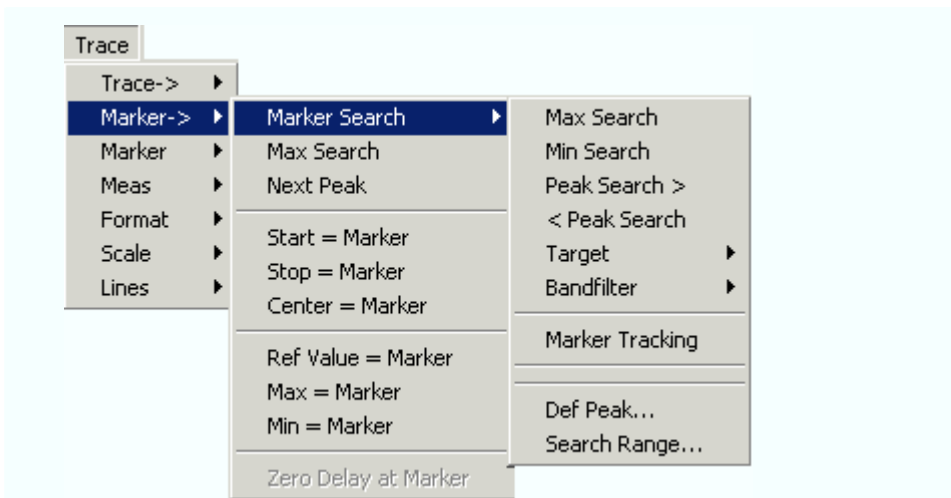 Trace
Trace->
Marker->
Marker
Meas
Format
Scale
Lines
Marker Search
Max Search
Next Peak
Start = Marker
Stop = Marker
Center = Marker
Ref Value = Marker
Max = Marker
Min = Marker
Zero Delay at Marker
Max Search
Min Search
Peak Search >
< Peak Search
Target
Bandfilter
Marker Tracking
Def Peak...
Search Range...